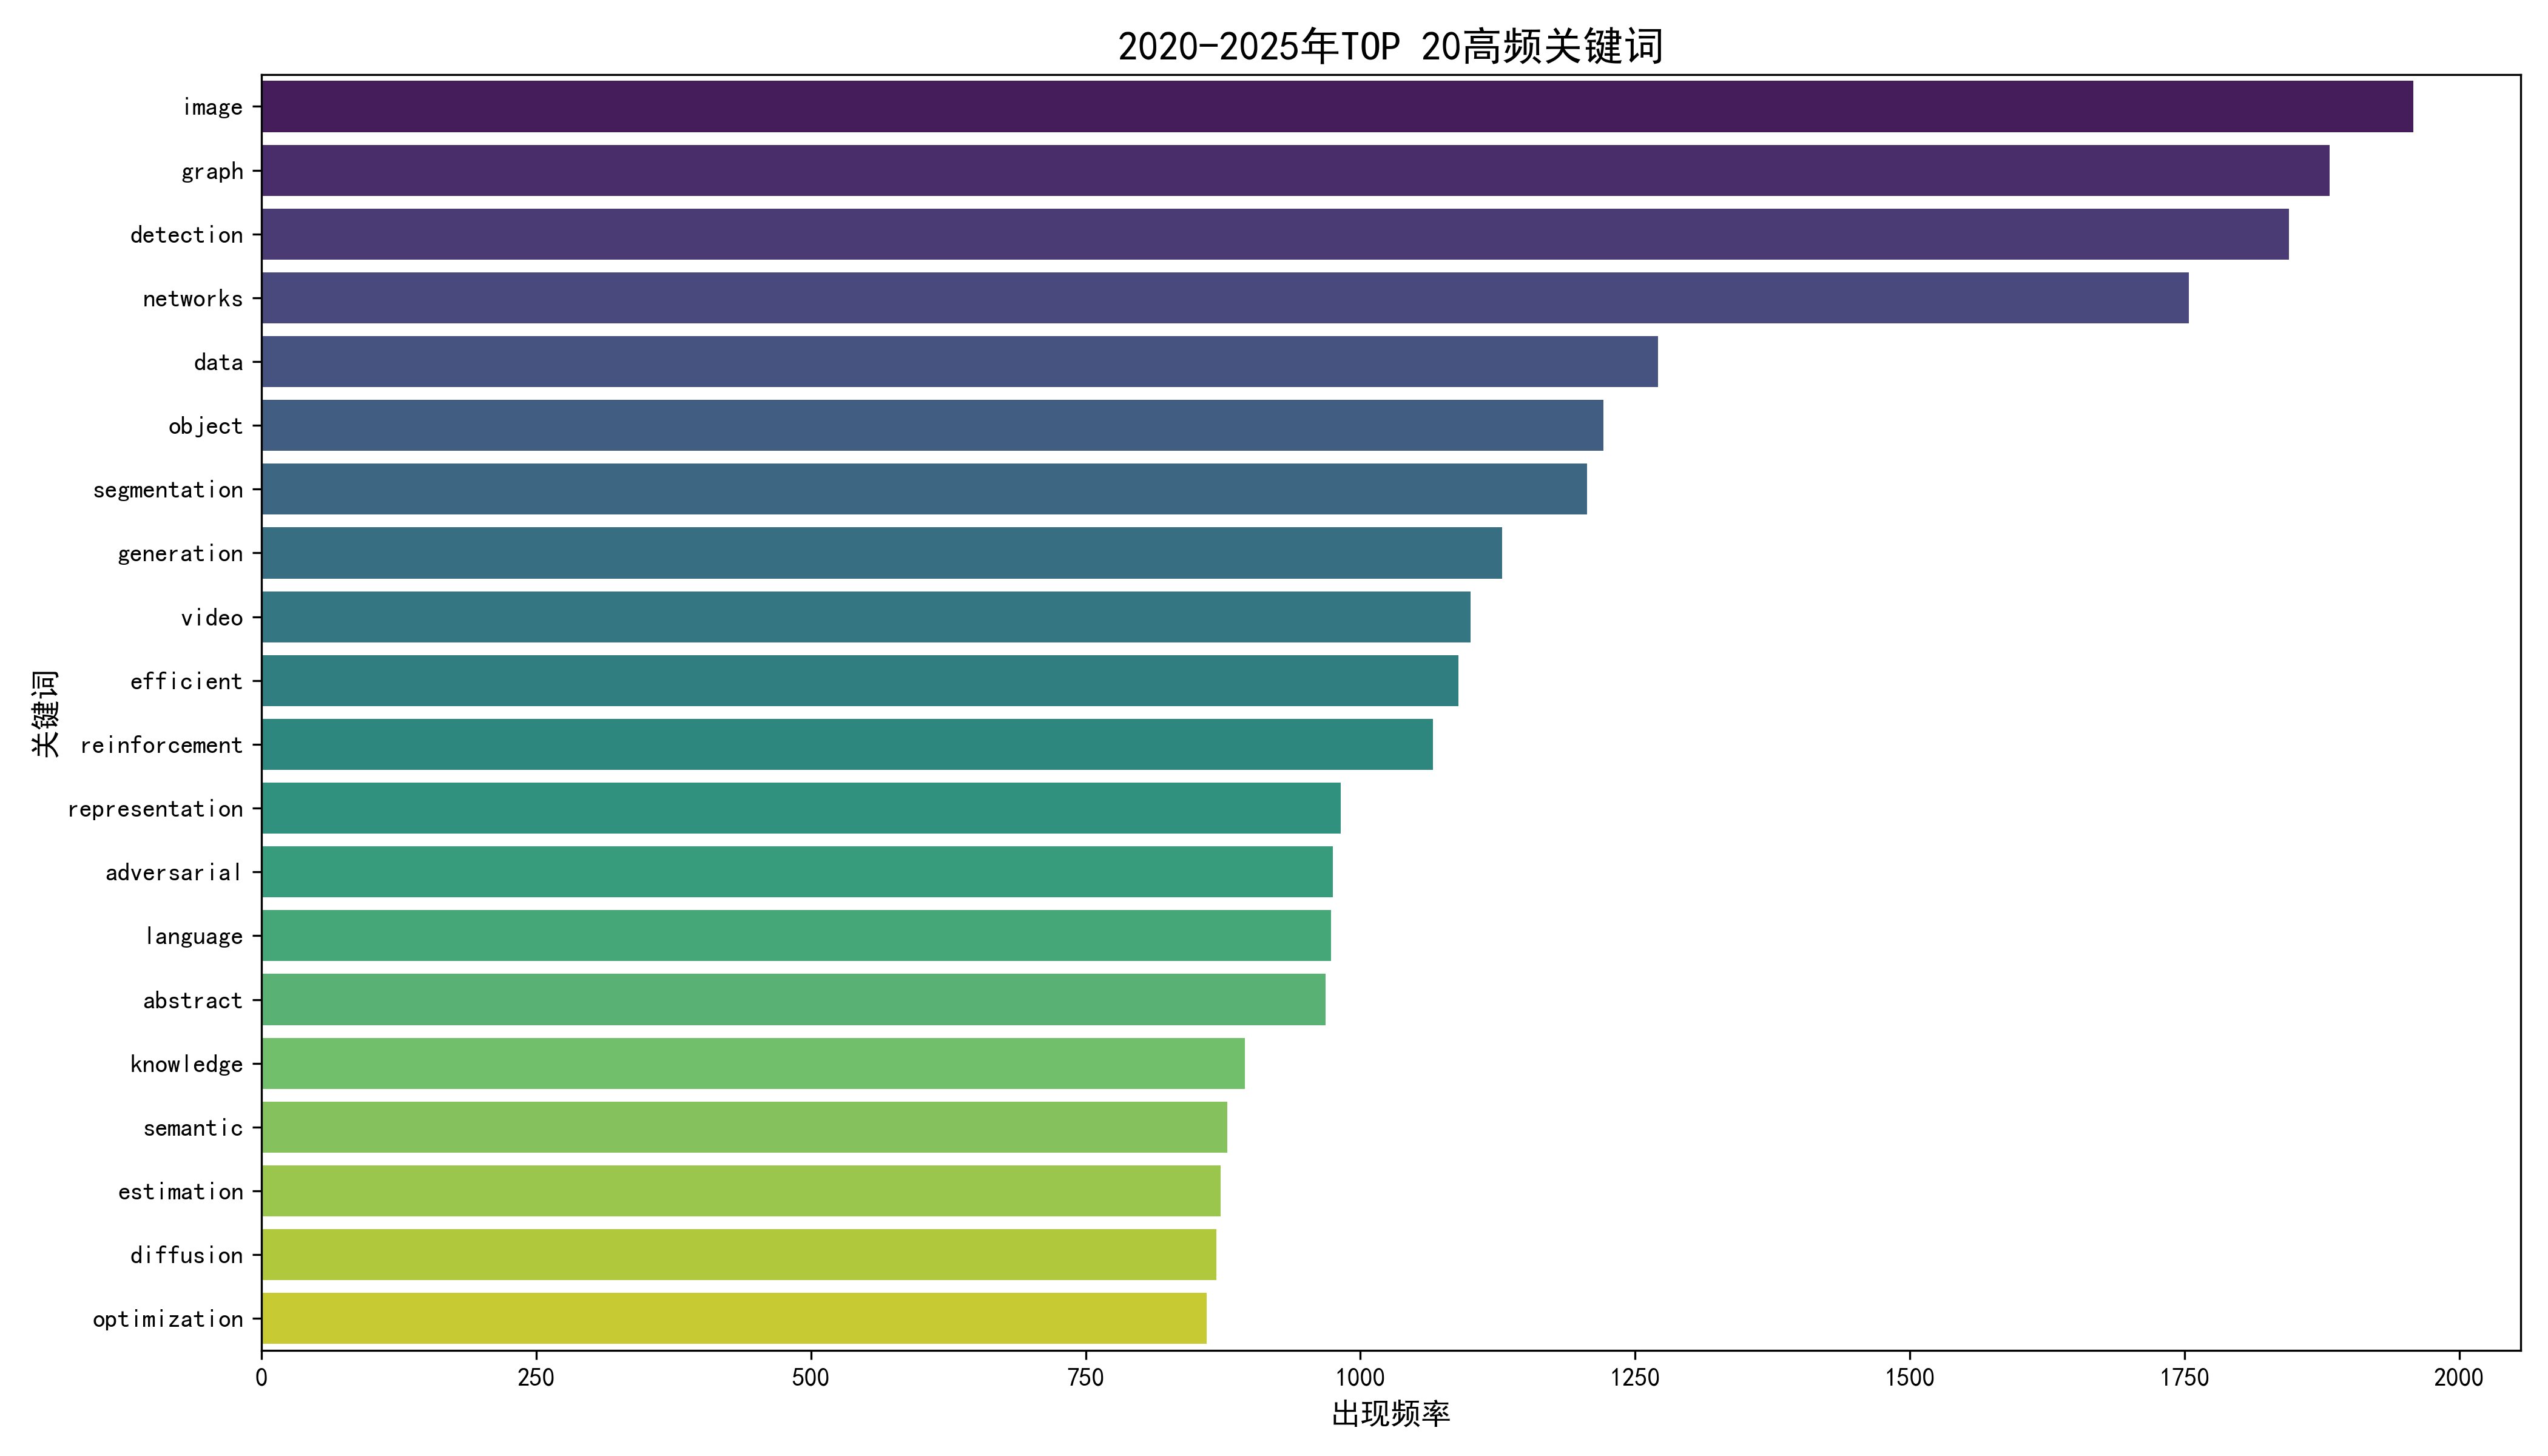 2020-2025年TOP 20高频关键词
image
graph
detection
networks
data
object
segmentation
generation
video
efficient
reinforcement
representation
adversarial
language
abstract
knowledge
semantic
estimation
diffusion
optimization
关键词
0 250 500 750 1000 1250 1500 1750 2000
出现频率